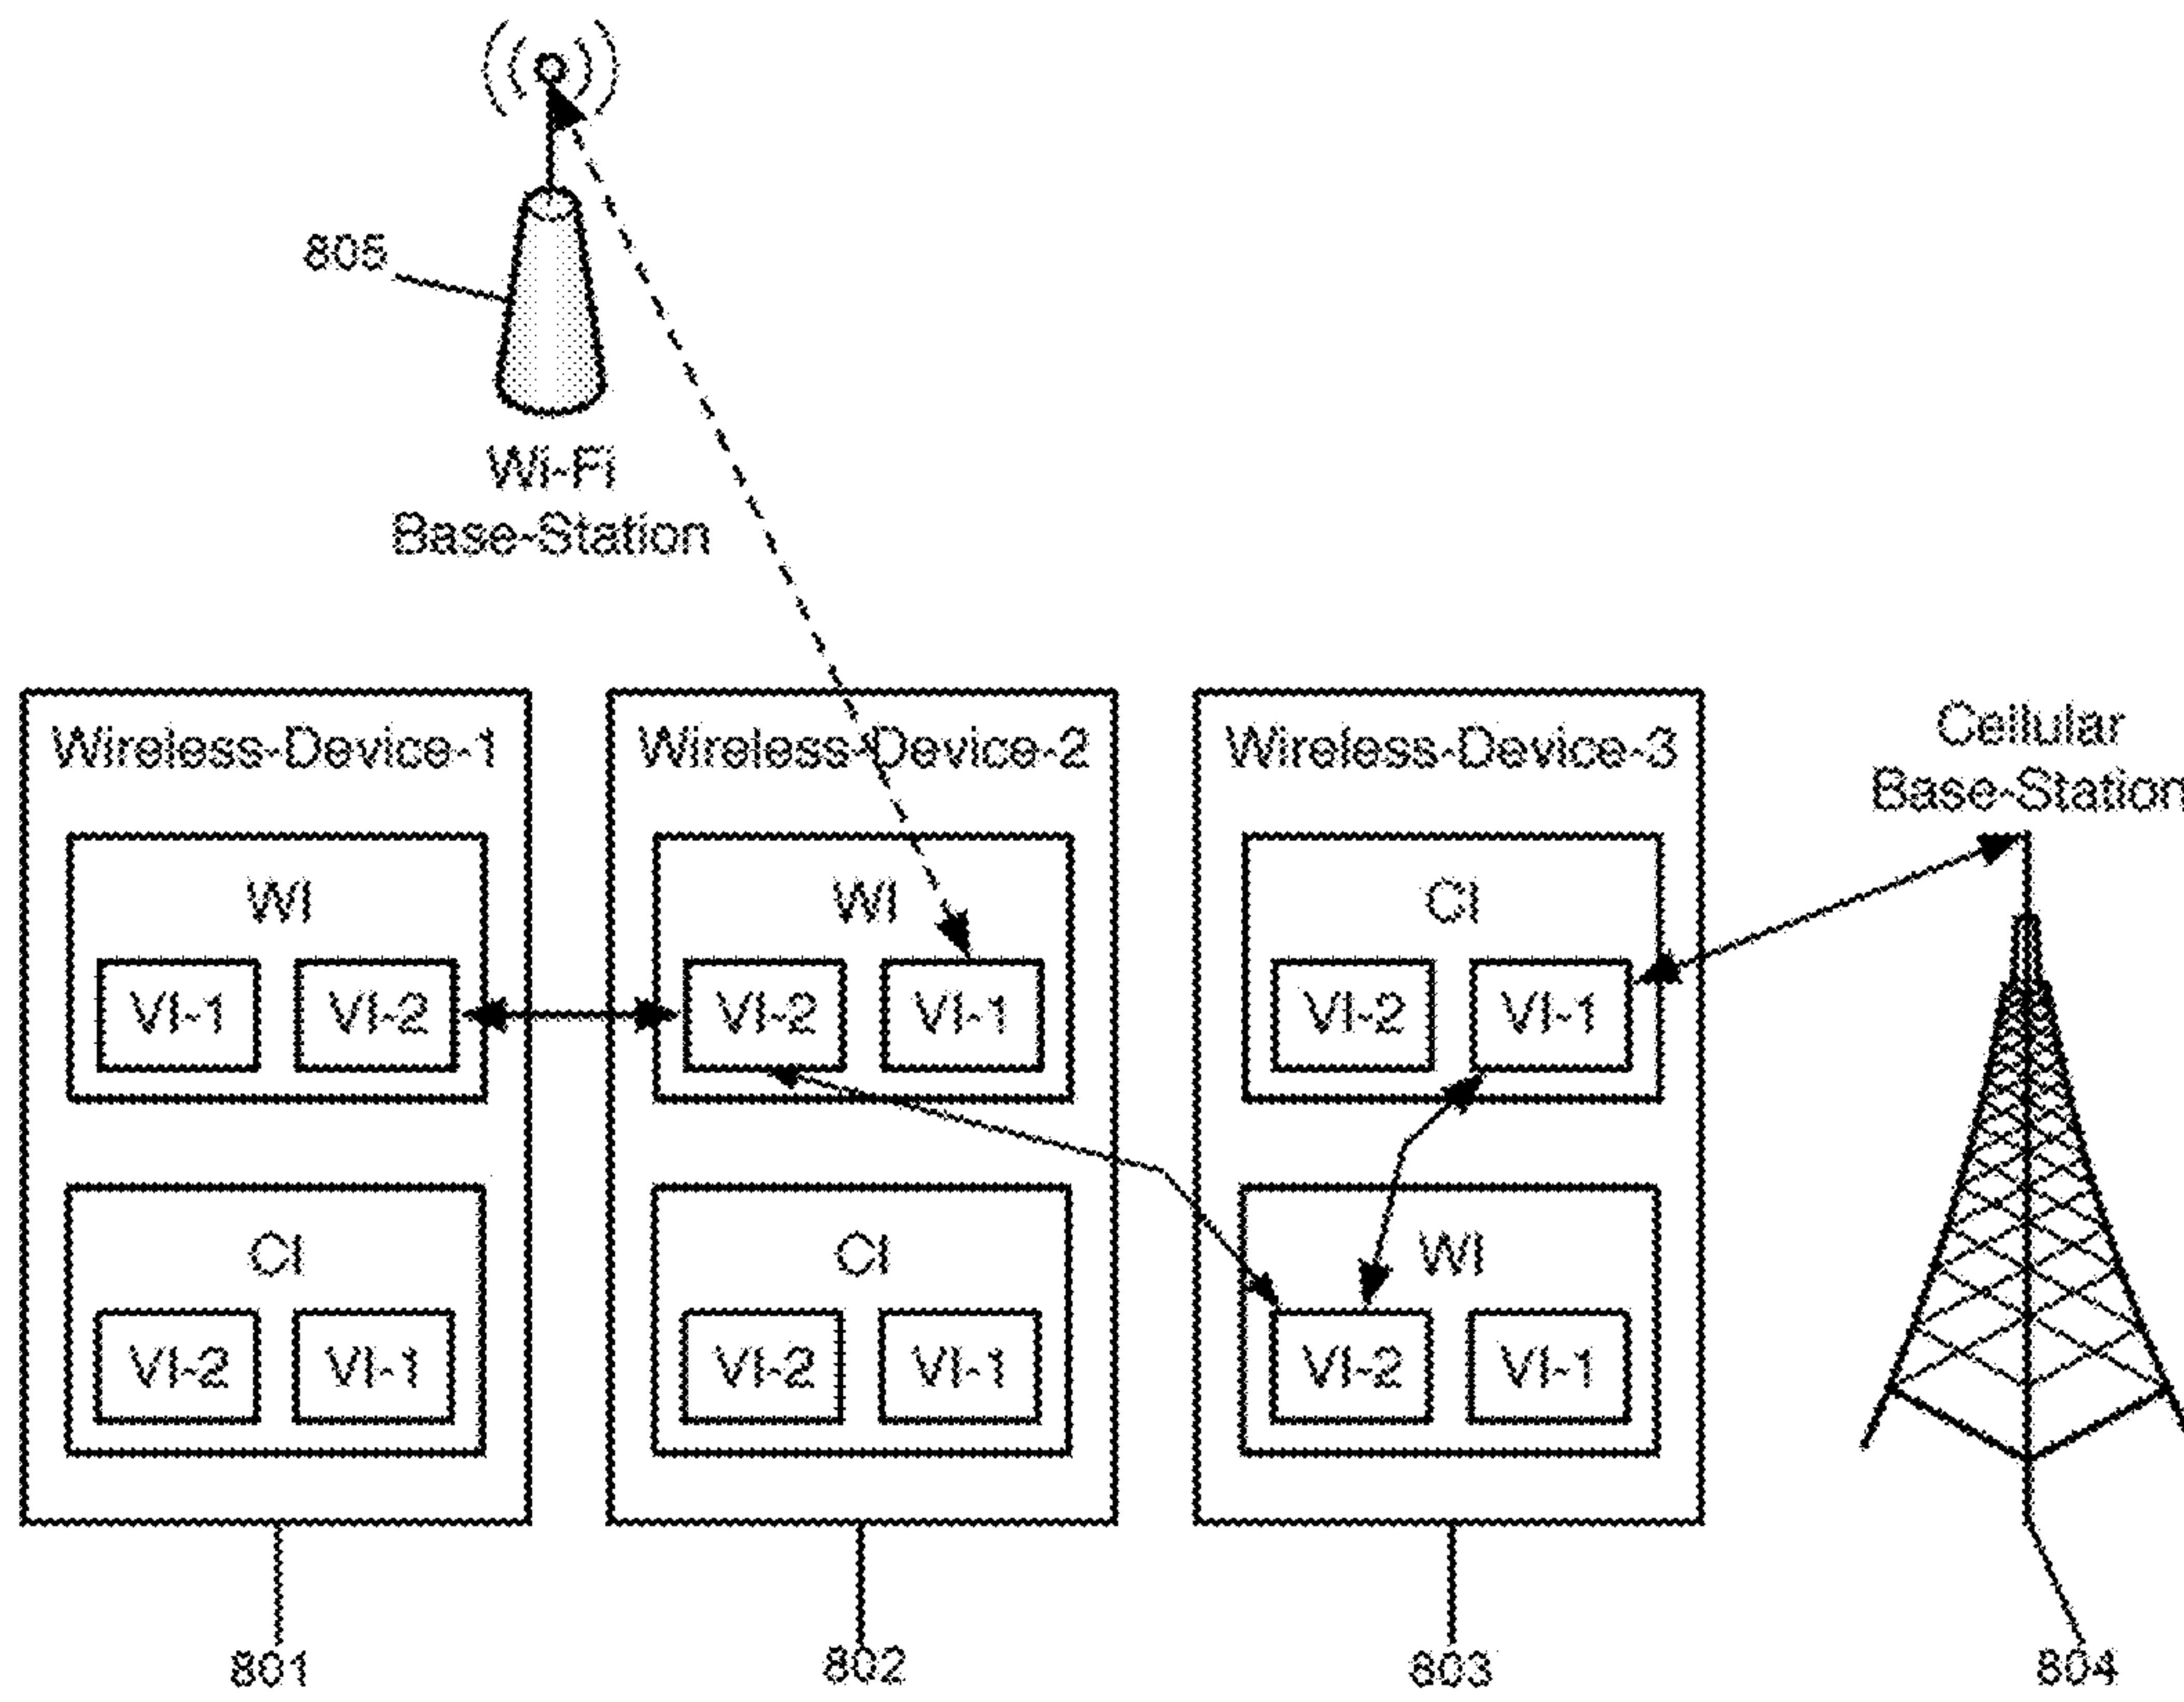 805
Wi-Fi
Base-Station
Wireless-Device-1
Wireless-Device-2
Wireless-Device-3
Cellular
Base-Station
WI
WI
CI
VI-1
VI-2
VI-2
VI-1
VI-2
VI-1
CI
CI
WI
VI-2
VI-1
VI-2
VI-1
VI-2
VI-1
801
802
803
804